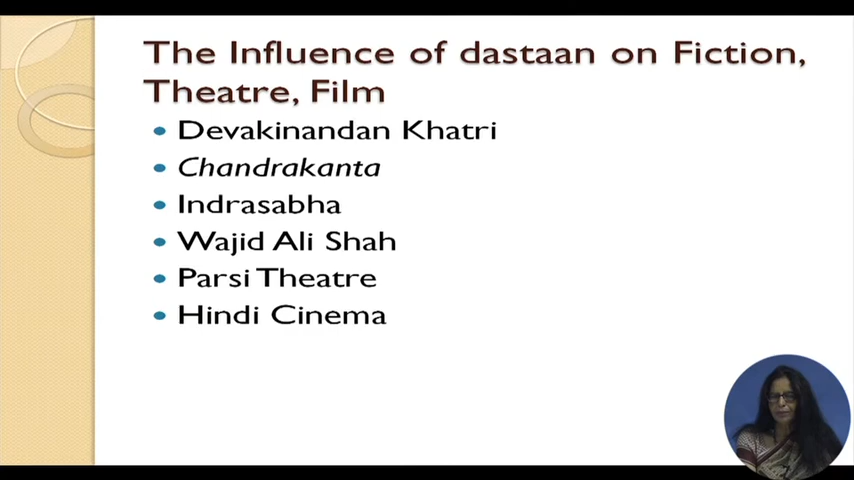 The Influence of dastaan on Fiction,
Theatre, Film
Devakinandan Khatri
Chandrakanta
Indrasabha
Wajid Ali Shah
Parsi Theatre
Hindi Cinema